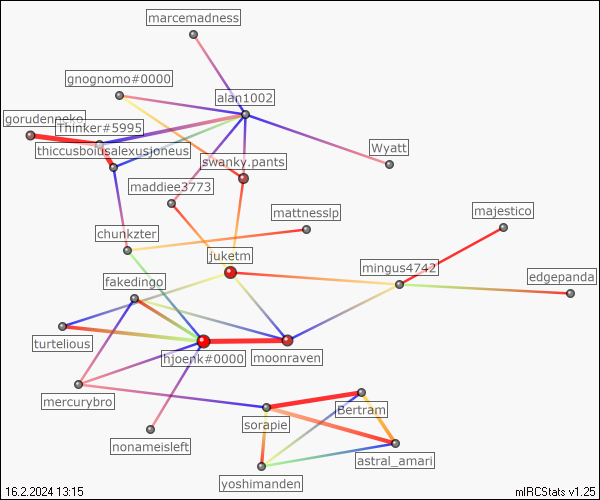 marcemadness
gnognomo#0000
alan1002
gorudenneko
Thinker#5995
Wyatt
thiccusboiusalexusjoneus
swanky.pants
maddiee3773
mattnesslp
majestico
chunkzter
juketm
mingus4742
fakedingo
edgepanda
turtelious
hjoenk#0000
moonraven
mercurybro
Bertram
sorapie
nonameisleft
astral_amari
yoshimanden
16.2.2024 13:15
mIRCStats v1.25